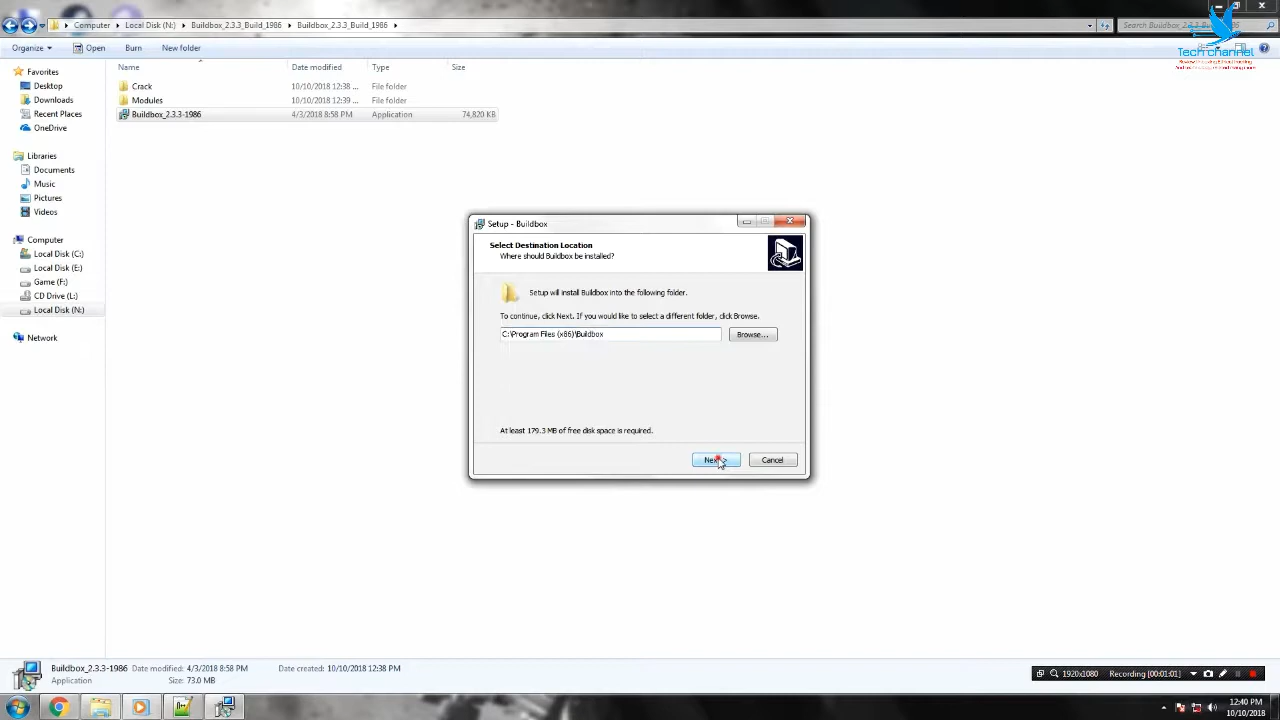 Computer
Local Disk (N:)
Buildbox_2.3.3_Build_1986
Buildbox_2.3.3_Build_1986
Organize
Open
Burn
New folder
Tech channel
Name
Date modified
Type
Size
Crack
10/10/2018 12:38 ...
File folder
Modules
10/10/2018 12:39 ...
File folder
Buildbox_2.3.3-1986
4/3/2018 8:58 PM
Application
74,820 KB
Favorites
Desktop
Downloads
Recent Places
OneDrive
Libraries
Documents
Music
Pictures
Videos
Computer
Local Disk (C:)
Local Disk (E:)
Game (F:)
CD Drive (L:)
Local Disk (N:)
Network
Setup - Buildbox
Select Destination Location
Where should Buildbox be installed?
Setup will install Buildbox into the following folder.
To continue, click Next. If you would like to select a different folder, click Browse.
C:\Program Files (x86)\Buildbox
Browse...
At least 179.3 MB of free disk space is required.
Cancel
Buildbox_2.3.3-1986 Date modified: 4/3/2018 8:58 PM Date created: 10/10/2018 12:38 PM
Application Size: 73.0 MB
1920x1080
Recording [00:01:01]
12:40 PM
10/10/2018